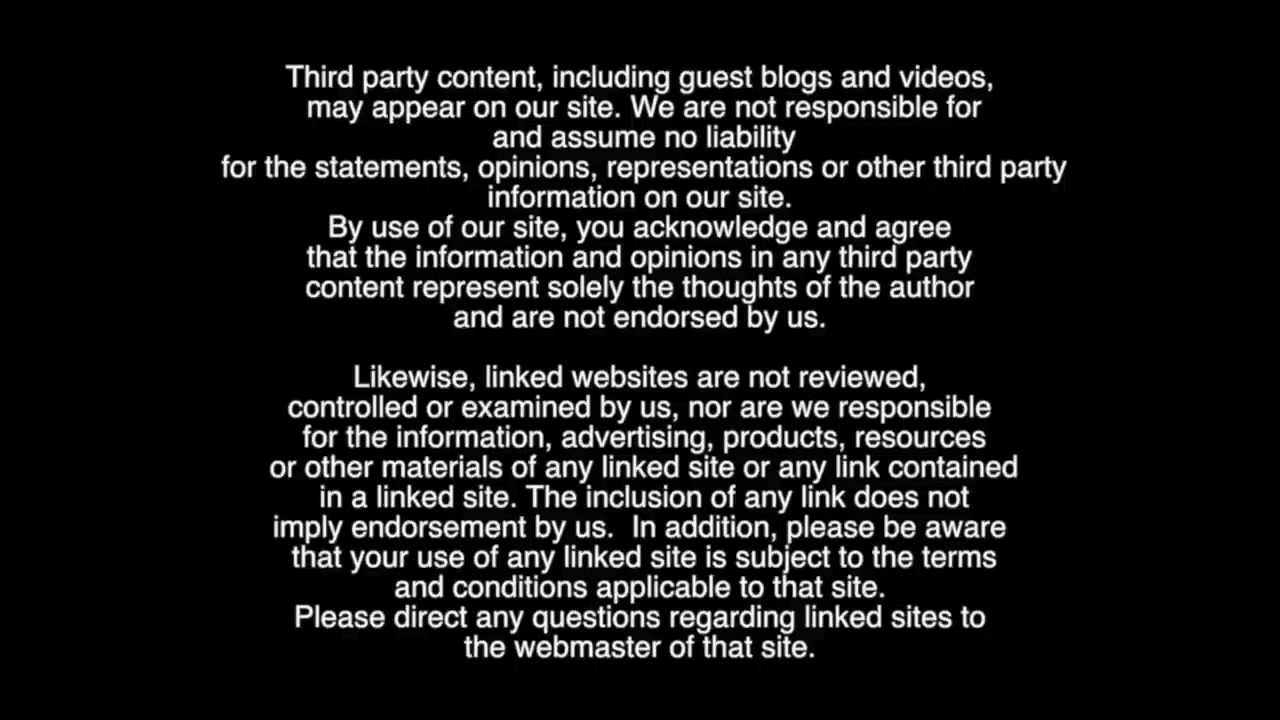 Third party content, including guest blogs and videos,
may appear on our site. We are not responsible for
and assume no liability
for the statements, opinions, representations or other third party
information on our site.
By use of our site, you acknowledge and agree
that the information and opinions in any third party
content represent solely the thoughts of the author
and are not endorsed by us.
Likewise, linked websites are not reviewed,
controlled or examined by us, nor are we responsible
for the information, advertising, products, resources
or other materials of any linked site or any link contained
in a linked site. The inclusion of any link does not
imply endorsement by us.  In addition, please be aware
that your use of any linked site is subject to the terms
and conditions applicable to that site.
Please direct any questions regarding linked sites to
the webmaster of that site.